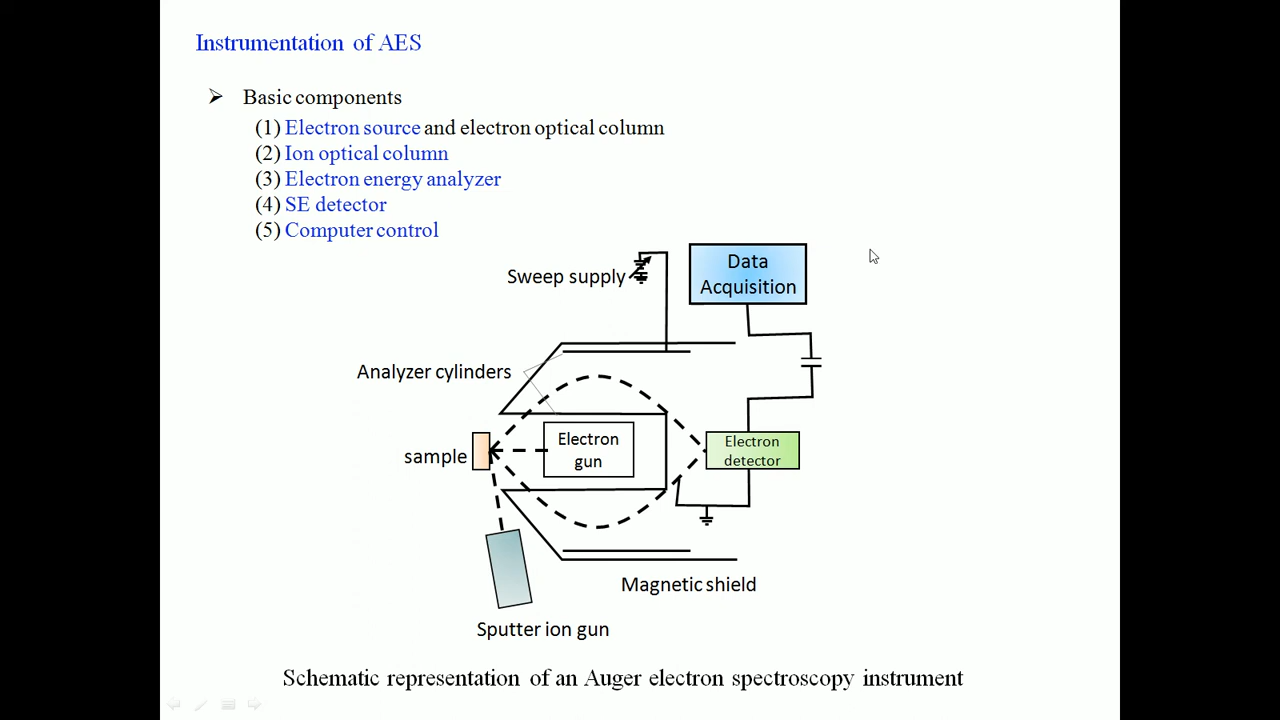 Instrumentation of AES
➢ Basic components
(1) Electron source and electron optical column
(2) Ion optical column
(3) Electron energy analyzer
(4) SE detector
(5) Computer control
Sweep supply
Data
Acquisition
Analyzer cylinders
Electron
gun
Electron
detector
sample
Magnetic shield
Sputter ion gun
Schematic representation of an Auger electron spectroscopy instrument